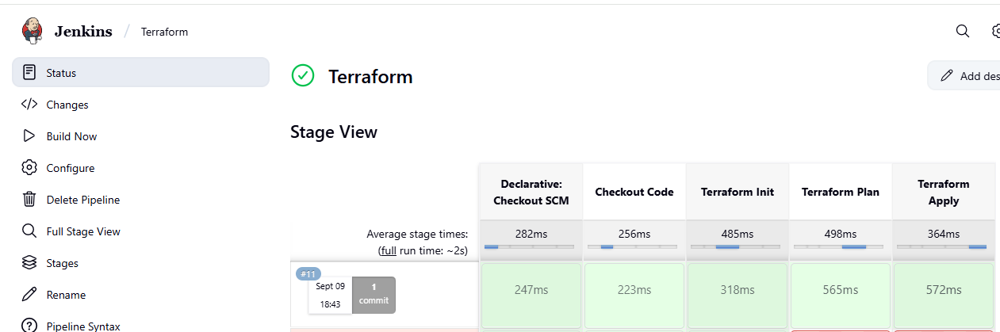 Jenkins / Terraform
Status
Changes
Build Now
Configure
Delete Pipeline
Full Stage View
Stages
Rename
Pipeline Syntax
Terraform
Add des
Stage View
Declarative:
Checkout SCM
Checkout Code
Terraform Init
Terraform Plan
Terraform
Apply
Average stage times:
(full run time: ~2s)
282ms
256ms
485ms
498ms
364ms
#11
Sept 09
18:43
1
commit
247ms
223ms
318ms
565ms
572ms